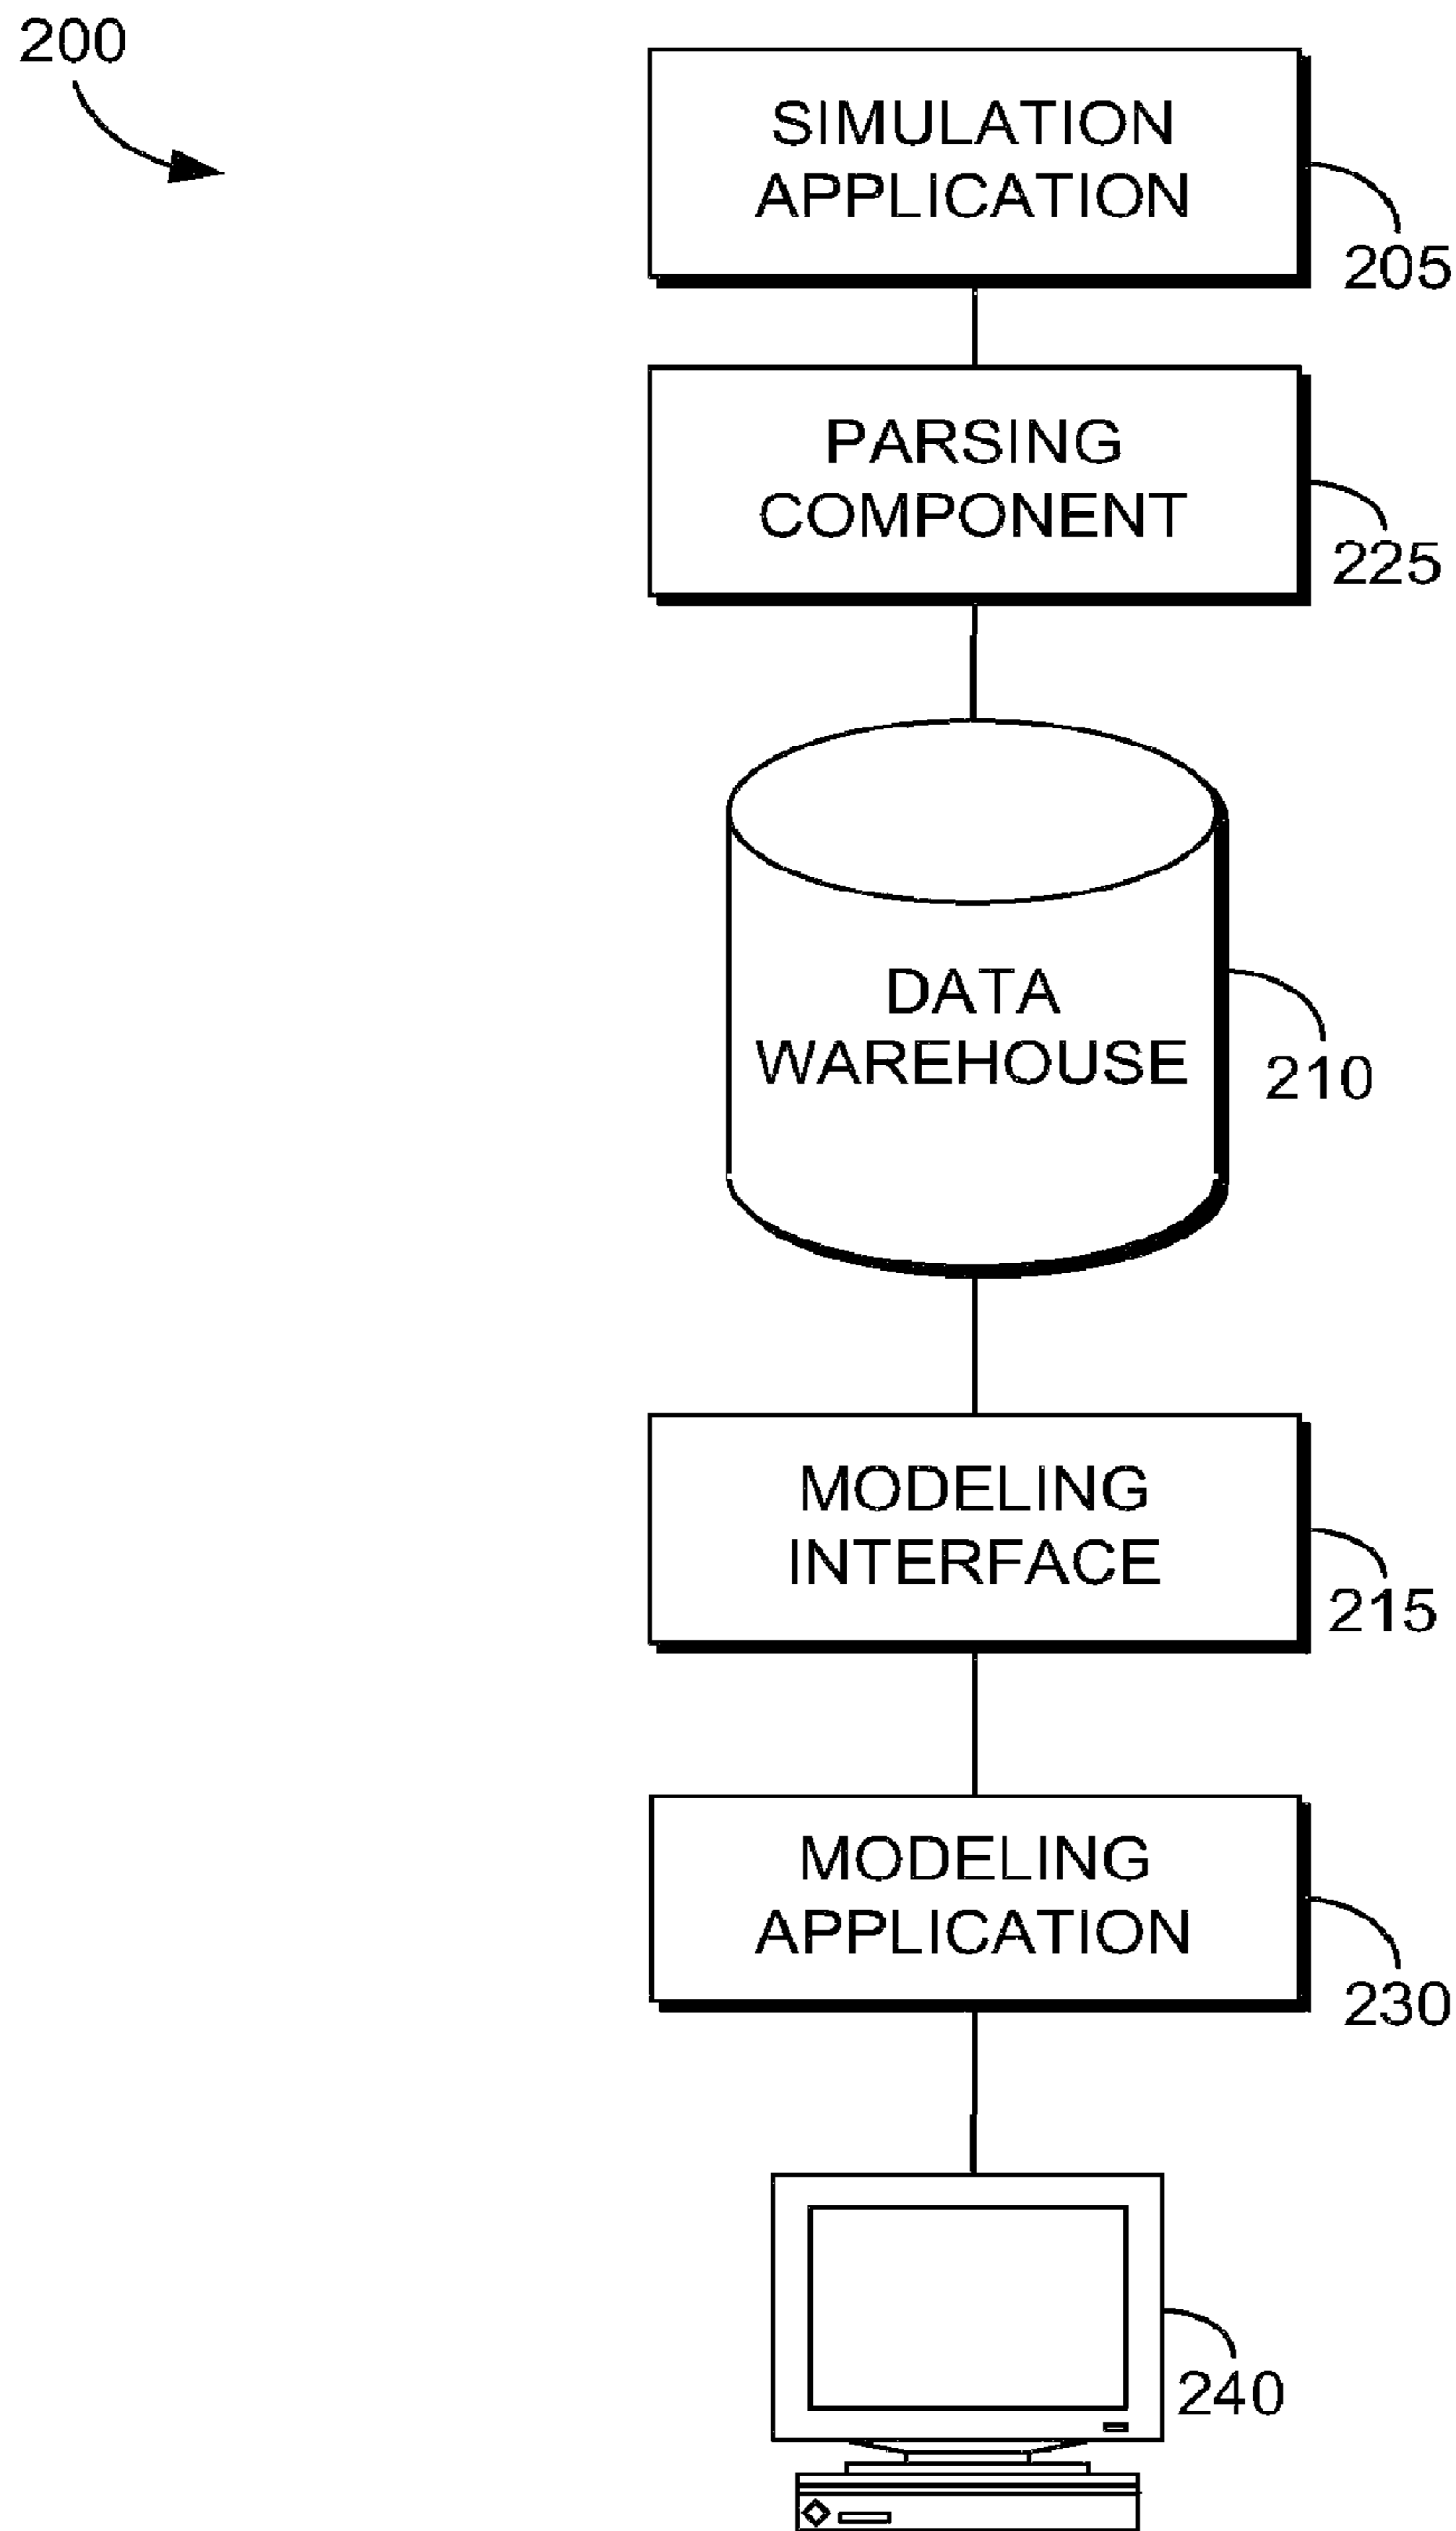 200
SIMULATION
APPLICATION
205
PARSING
COMPONENT
225
DATA
WAREHOUSE
210
MODELING
INTERFACE
215
MODELING
APPLICATION
230
240